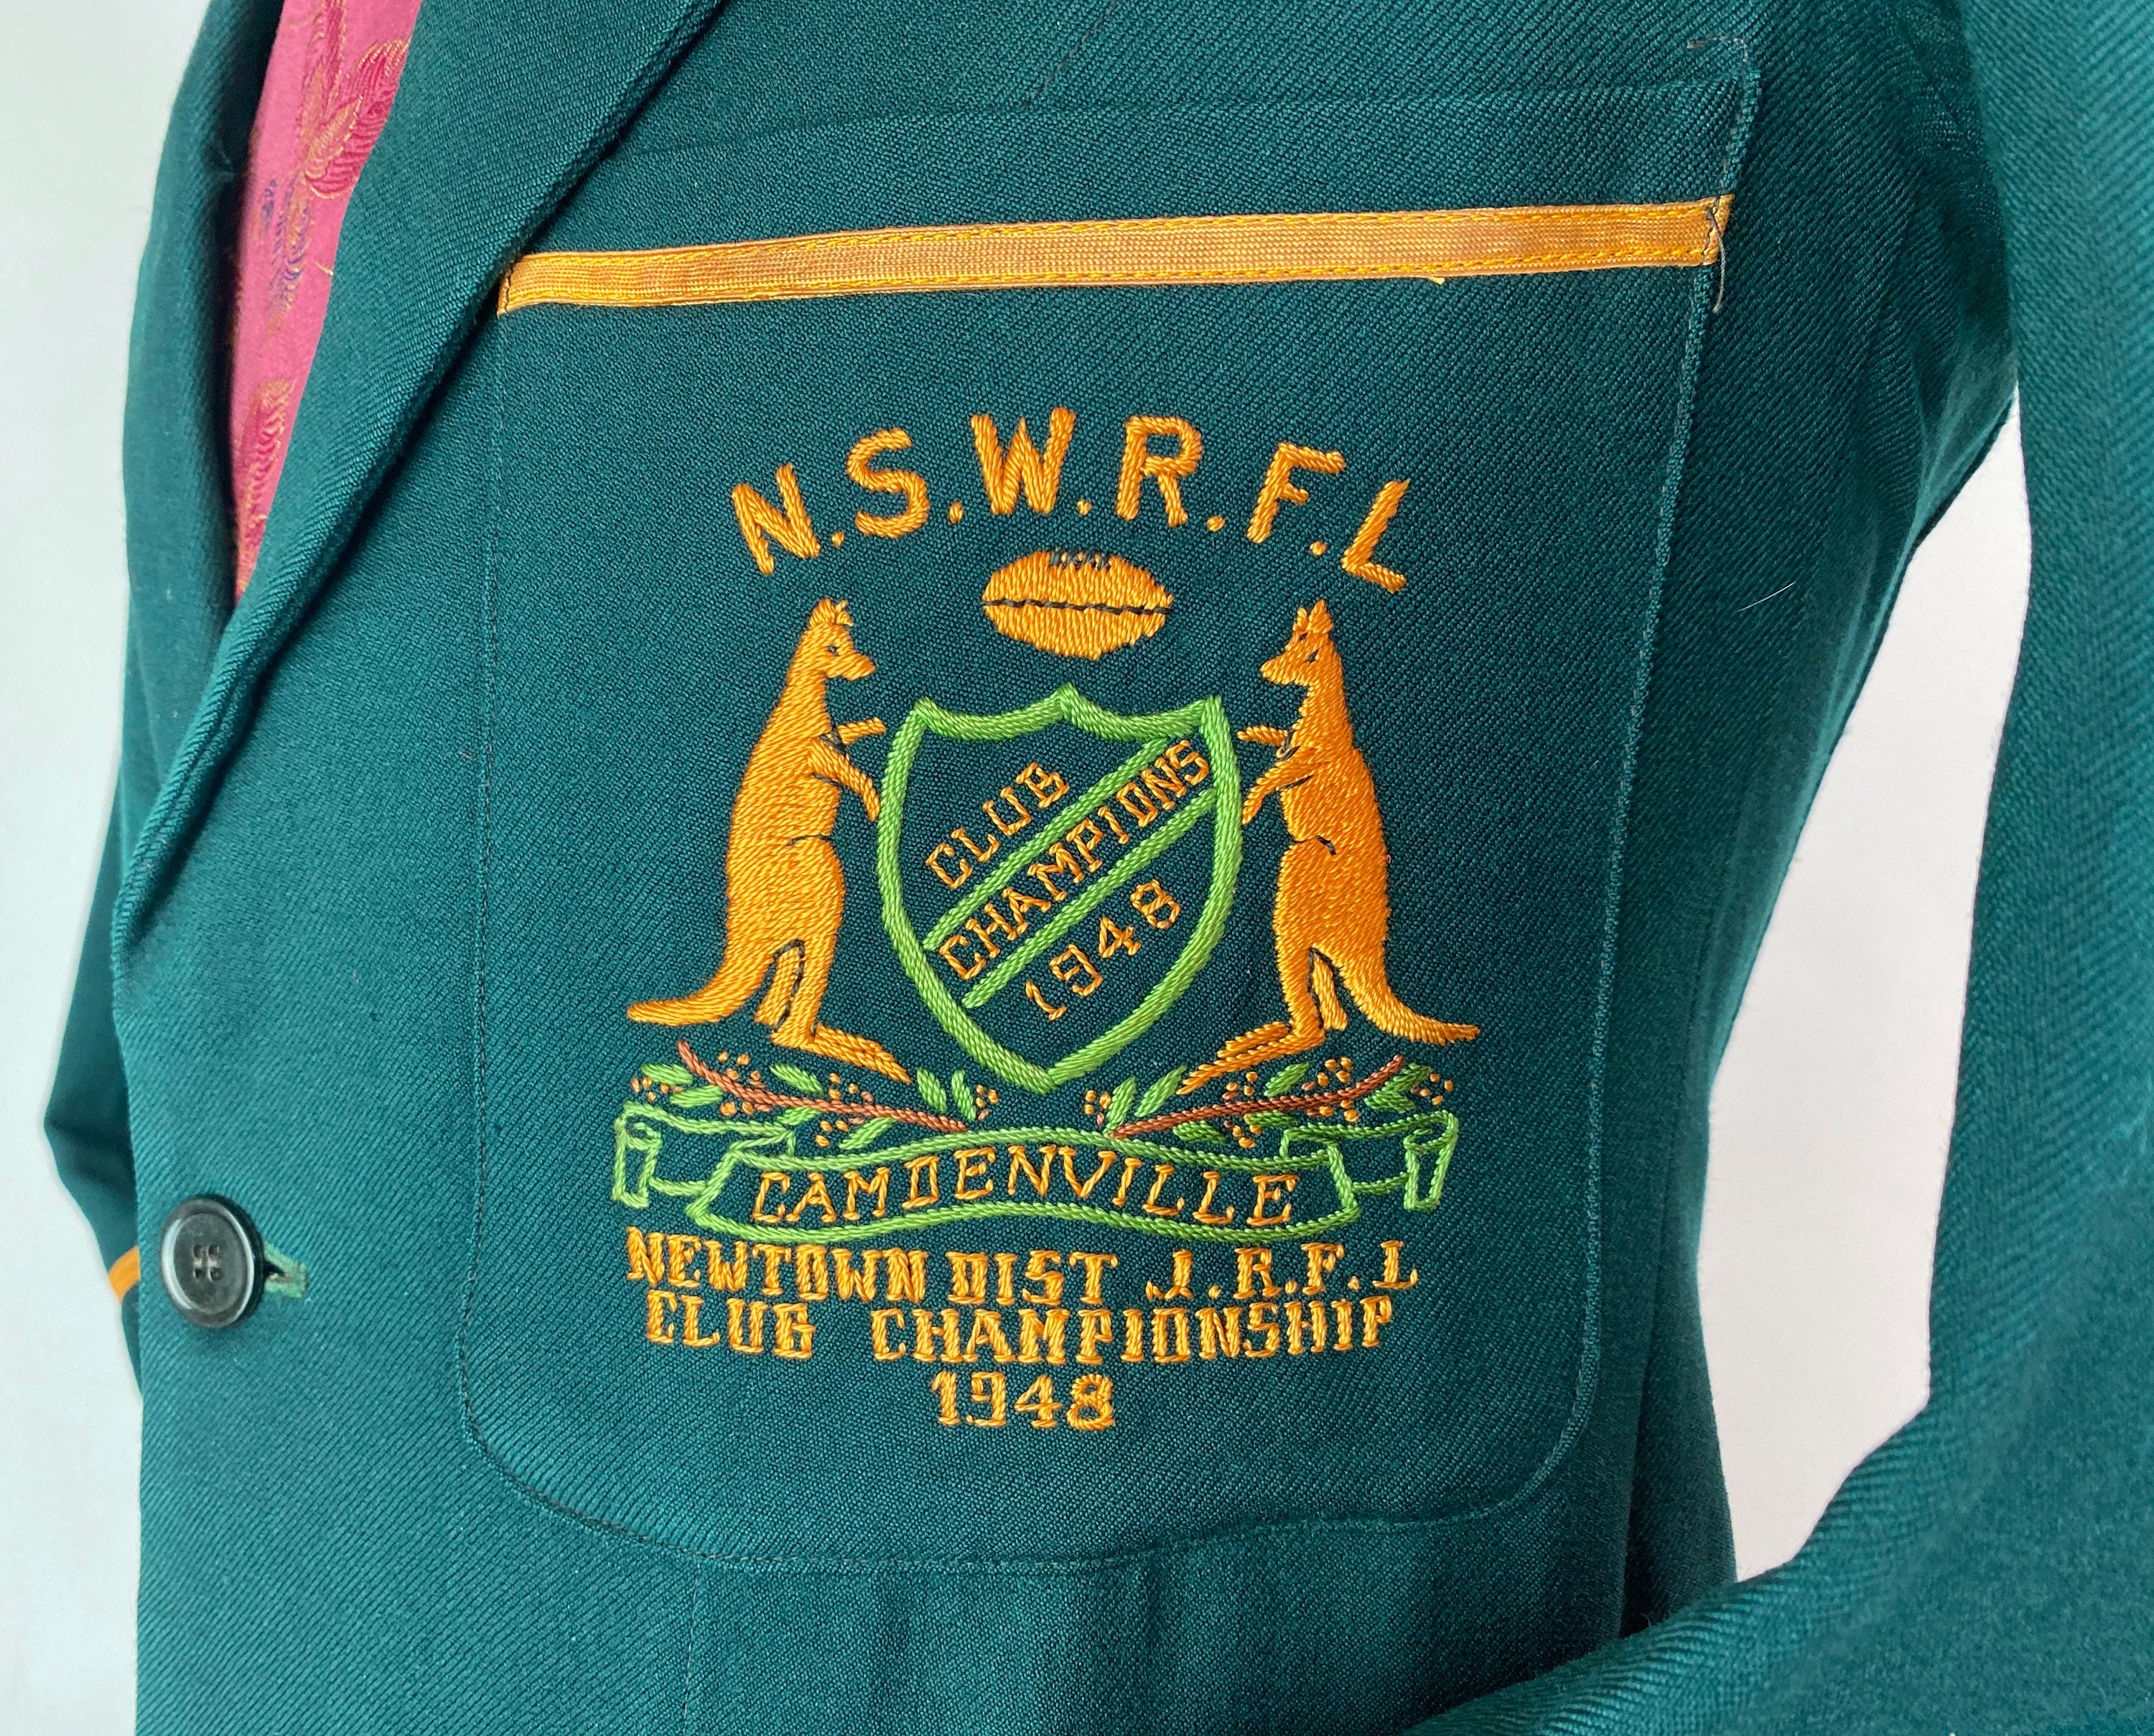 N.S.W.R.F.L
CLUB
CHAMPIONS
1948
CAMDENVILLE
NEWTOWN DIST J.R.F.L
CLUB CHAMPIONSHIP
1948